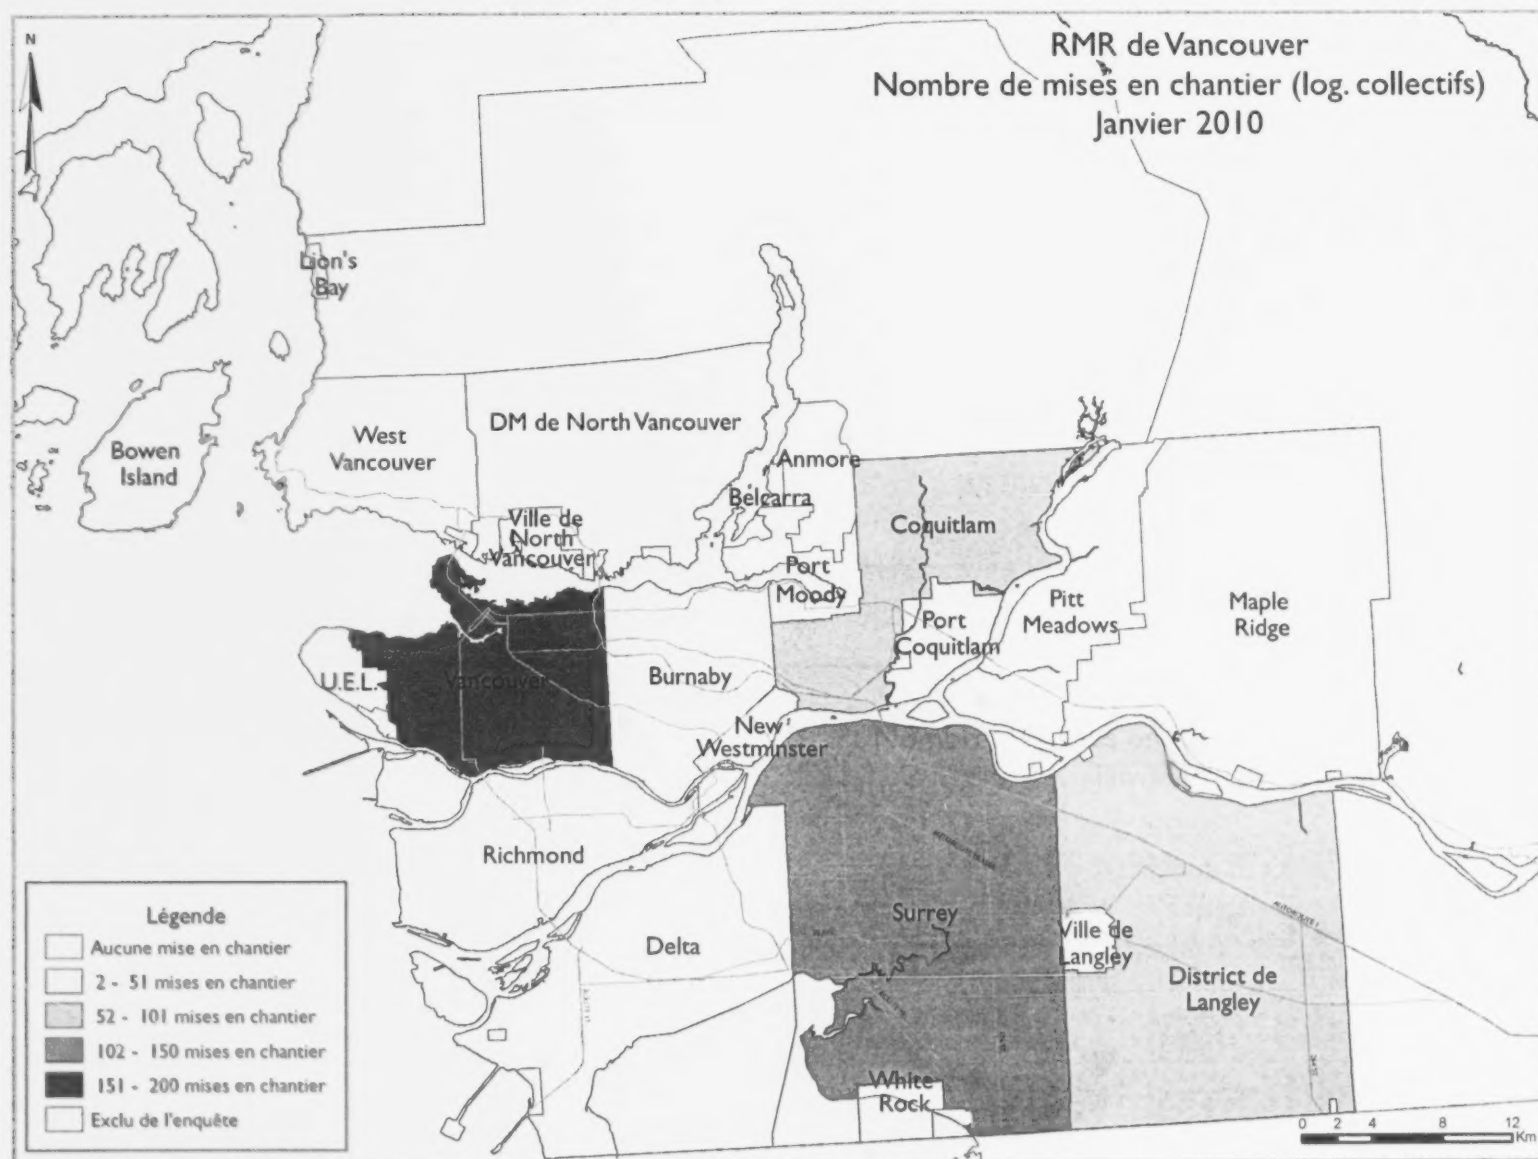 N
RMR de Vancouver
Nombre de mises en chantier (log. collectifs)
Janvier 2010
Lion's
Bay
Bowen
Island
West
Vancouver
DM de North Vancouver
Anmore
Belcarra
Ville de
North
Vancouver
Coquitlam
Port
Moody
Port
Coquitlam
Pitt
Meadows
Maple
Ridge
U.E.L.
Vancouver
Burnaby
New
Westminster
Richmond
Delta
Surrey
Ville de
Langley
District de
Langley
White
Rock
AUTOROUTE 1
Légende
Aucune mise en chantier
2 - 51 mises en chantier
52 - 101 mises en chantier
102 - 150 mises en chantier
151 - 200 mises en chantier
Exclu de l'enquête
0 2 4 8 12
Km